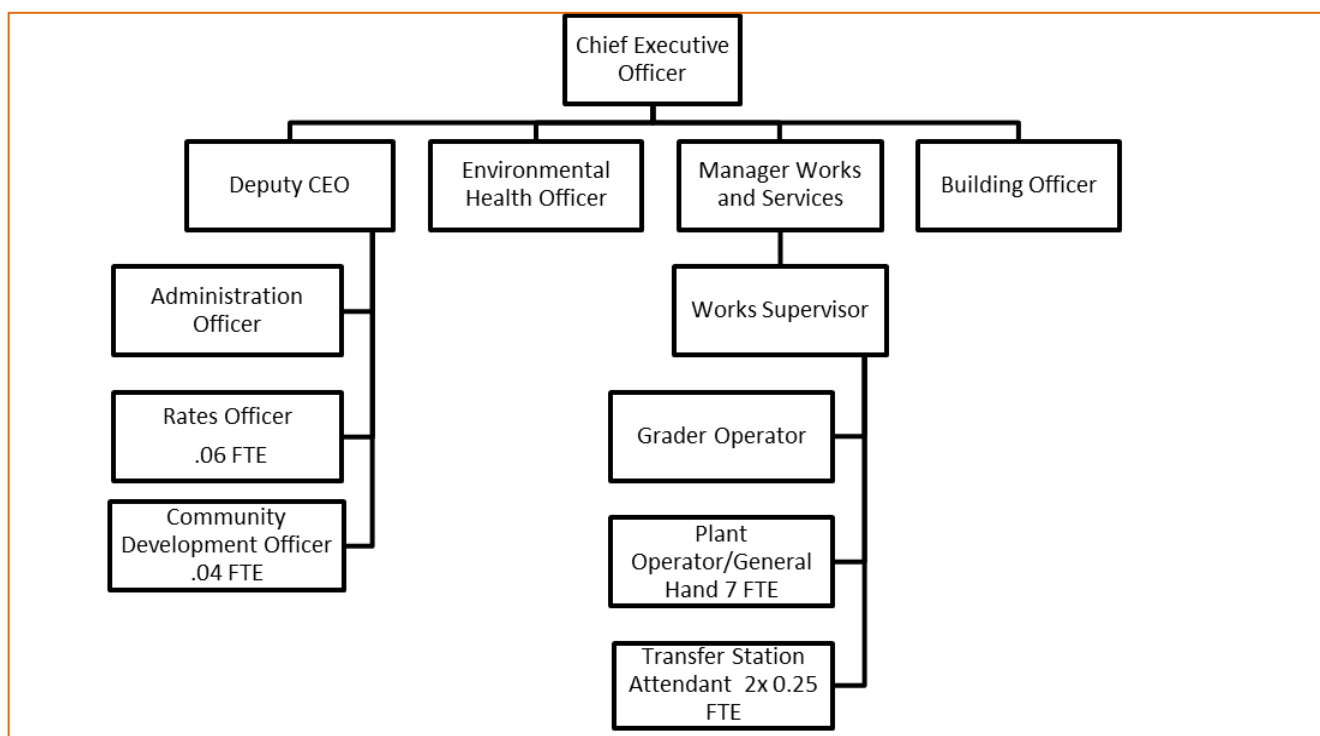 Chief Executive
Officer
Deputy CEO
Environmental
Health Officer
Manager Works
and Services
Building Officer
Administration
Officer
Rates Officer
.06 FTE
Community
Development Officer
.04 FTE
Works Supervisor
Grader Operator
Plant
Operator/General
Hand 7 FTE
Transfer Station
Attendant  2x 0.25
FTE